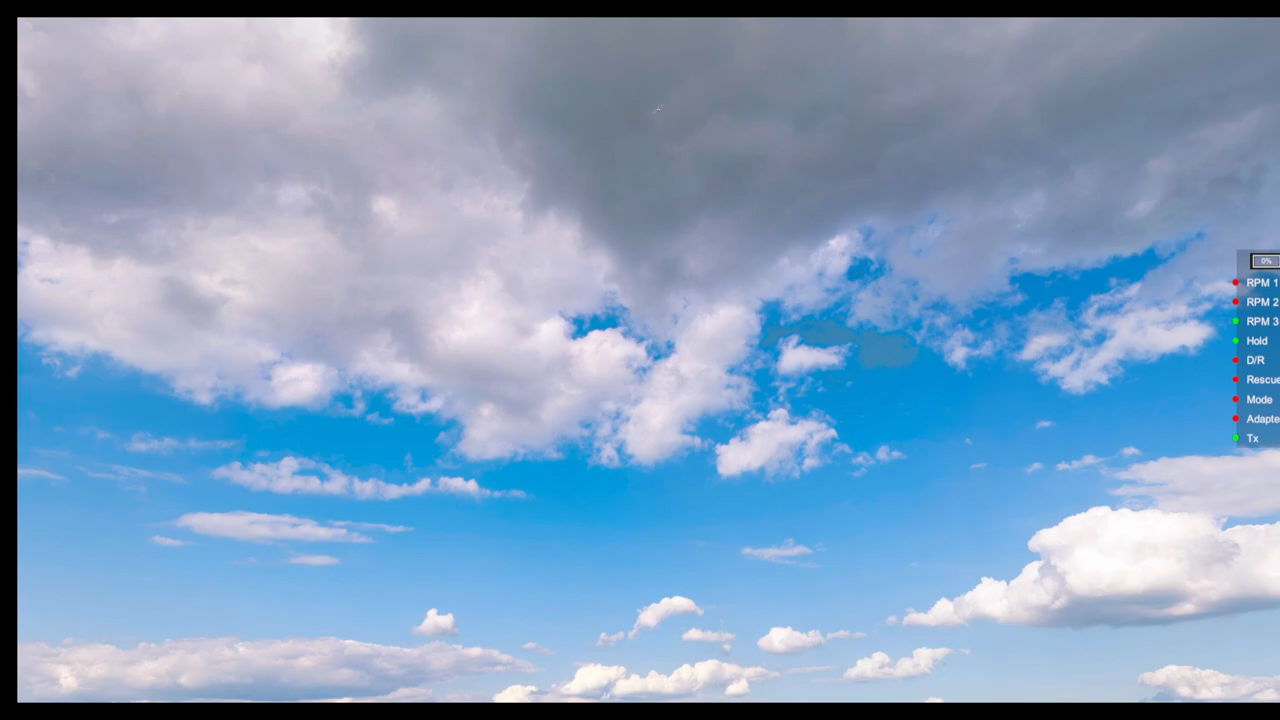 0%
RPM 1
RPM 2
RPM 3
Hold
D/R
Rescue
Mode
Adapte
Tx